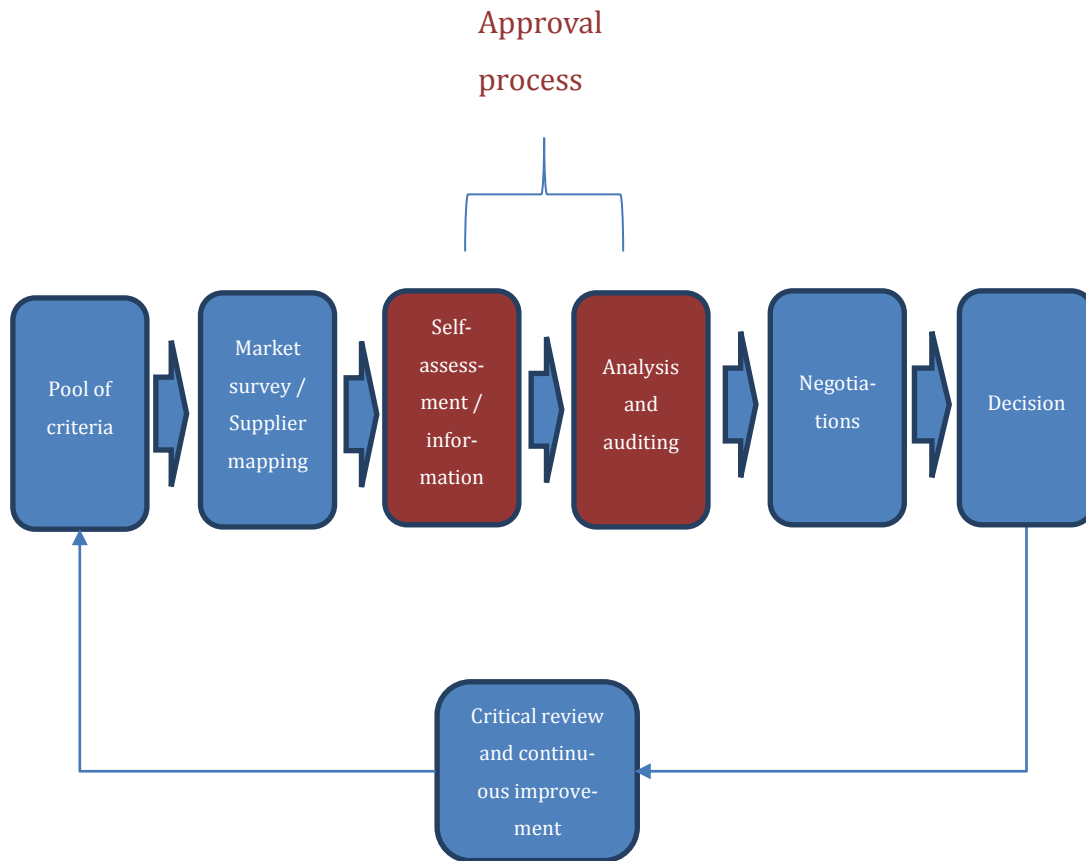 Approval
process
Pool of
criteria
Market
survey /
Supplier
mapping
Self-
assess-
ment /
infor-
mation
Analysis
and
auditing
Negotia-
tions
Decision
Critical review
and continu-
ous improve-
ment